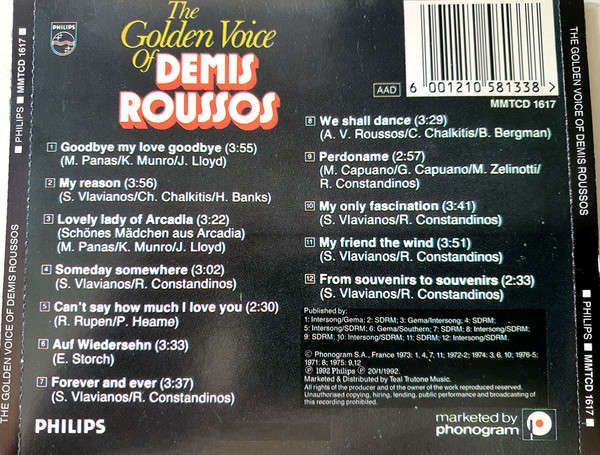 PHILIPS
The
Golden Voice
Of DEMIS
ROUSSOS
AAD
6 001210 581338 >
MMTCD 1617
1 Goodbye my love goodbye (3:55)
(M. Panas/K. Munro/J. Lloyd)
2 My reason (3:56)
(S. Vlavianos/Ch. Chalkitis/H. Banks)
3 Lovely lady of Arcadia (3:22)
(Schönes Mädchen aus Arcadia)
(M. Panas/K. Munro/J. Lloyd)
4 Someday somewhere (3:02)
(S. Vlavianos/R. Constandinos)
5 Can't say how much I love you (2:30)
(R. Rupen/P. Heame)
6 Auf Wiedersehn (3:33)
(E. Storch)
7 Forever and ever (3:37)
(S. Vlavianos/R. Constandinos)
8 We shall dance (3:29)
(A. V. Roussos/C. Chalkitis/B. Bergman)
9 Perdoname (2:57)
(M. Capuano/G. Capuano/M. Zelinotti/
R. Constandinos)
10 My only fascination (3:41)
(S. Vlavianos/R. Constandinos)
11 My friend the wind (3:51)
(S. Vlavianos/R. Constandinos)
12 From souvenirs to souvenirs (2:33)
(S. Vlavianos/R. Constandinos)
Published by:
1: Intersong/Gema; 2: SDRM; 3: Gema/Intersong; 4: SDRM;
5: Intersong/SDRM; 6: Gema/Southern; 7: SDRM; 8: Intersong/SDRM;
9: SDRM; 10: Intersong/SDRM; 11: SDRM; 12: Intersong/SDRM
Ⓟ Phonogram S.A., France 1973: 1, 4, 7, 11; 1972-2; 1974: 3, 6, 10; 1976-5;
1971: 8; 1975: 9,12
Ⓟ 1992 Philips Ⓟ 20/1/1992.
Marketed & Distributed by Teal Trutone Music.
All rights of the producer and of the owner of the work reproduced reserved.
Unauthorised copying, hiring, lending, public performance and broadcasting of
this recording prohibited.
PHILIPS
marketed by
phonogram
THE GOLDEN VOICE OF DEMIS ROUSSOS ■ PHILIPS ■ MMTCD 1617 ■
THE GOLDEN VOICE OF DEMIS ROUSSOS ■ PHILIPS ■ MMTCD 1617 ■